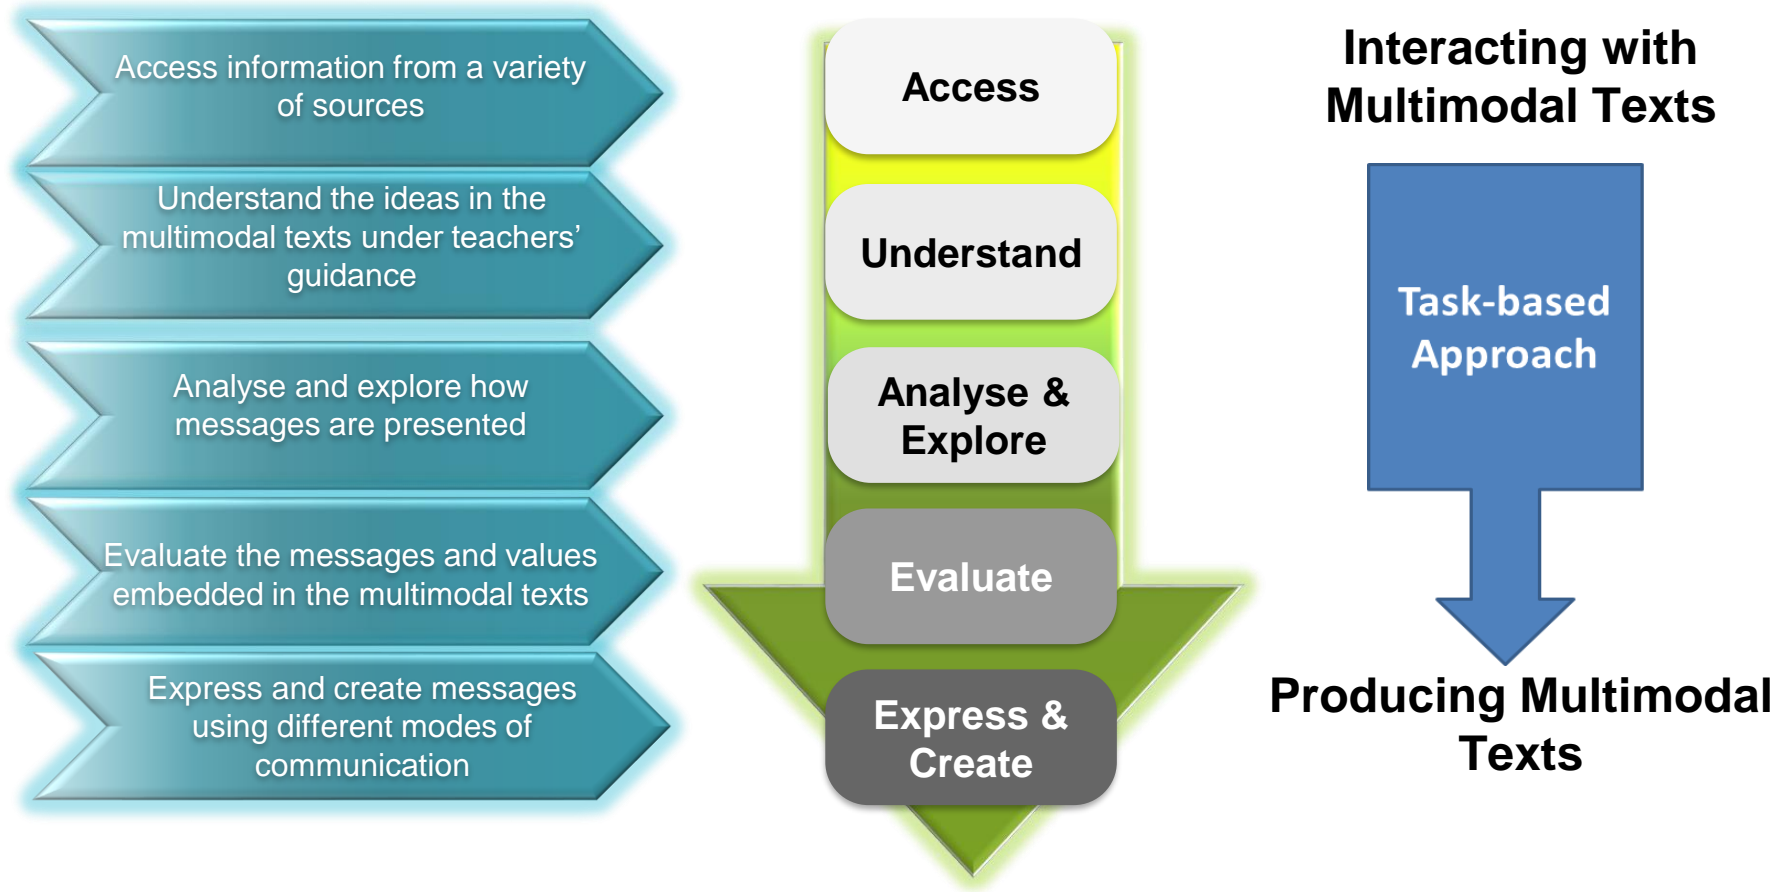 Access information from a variety
of sources
Understand the ideas in the
multimodal texts under teachers’
guidance
Analyse and explore how
messages are presented
Evaluate the messages and values
embedded in the multimodal texts
Express and create messages
using different modes of
communication
Access
Understand
Analyse &
Explore
Evaluate
Express &
Create
Interacting with
Multimodal Texts
Task-based
Approach
Producing Multimodal
Texts